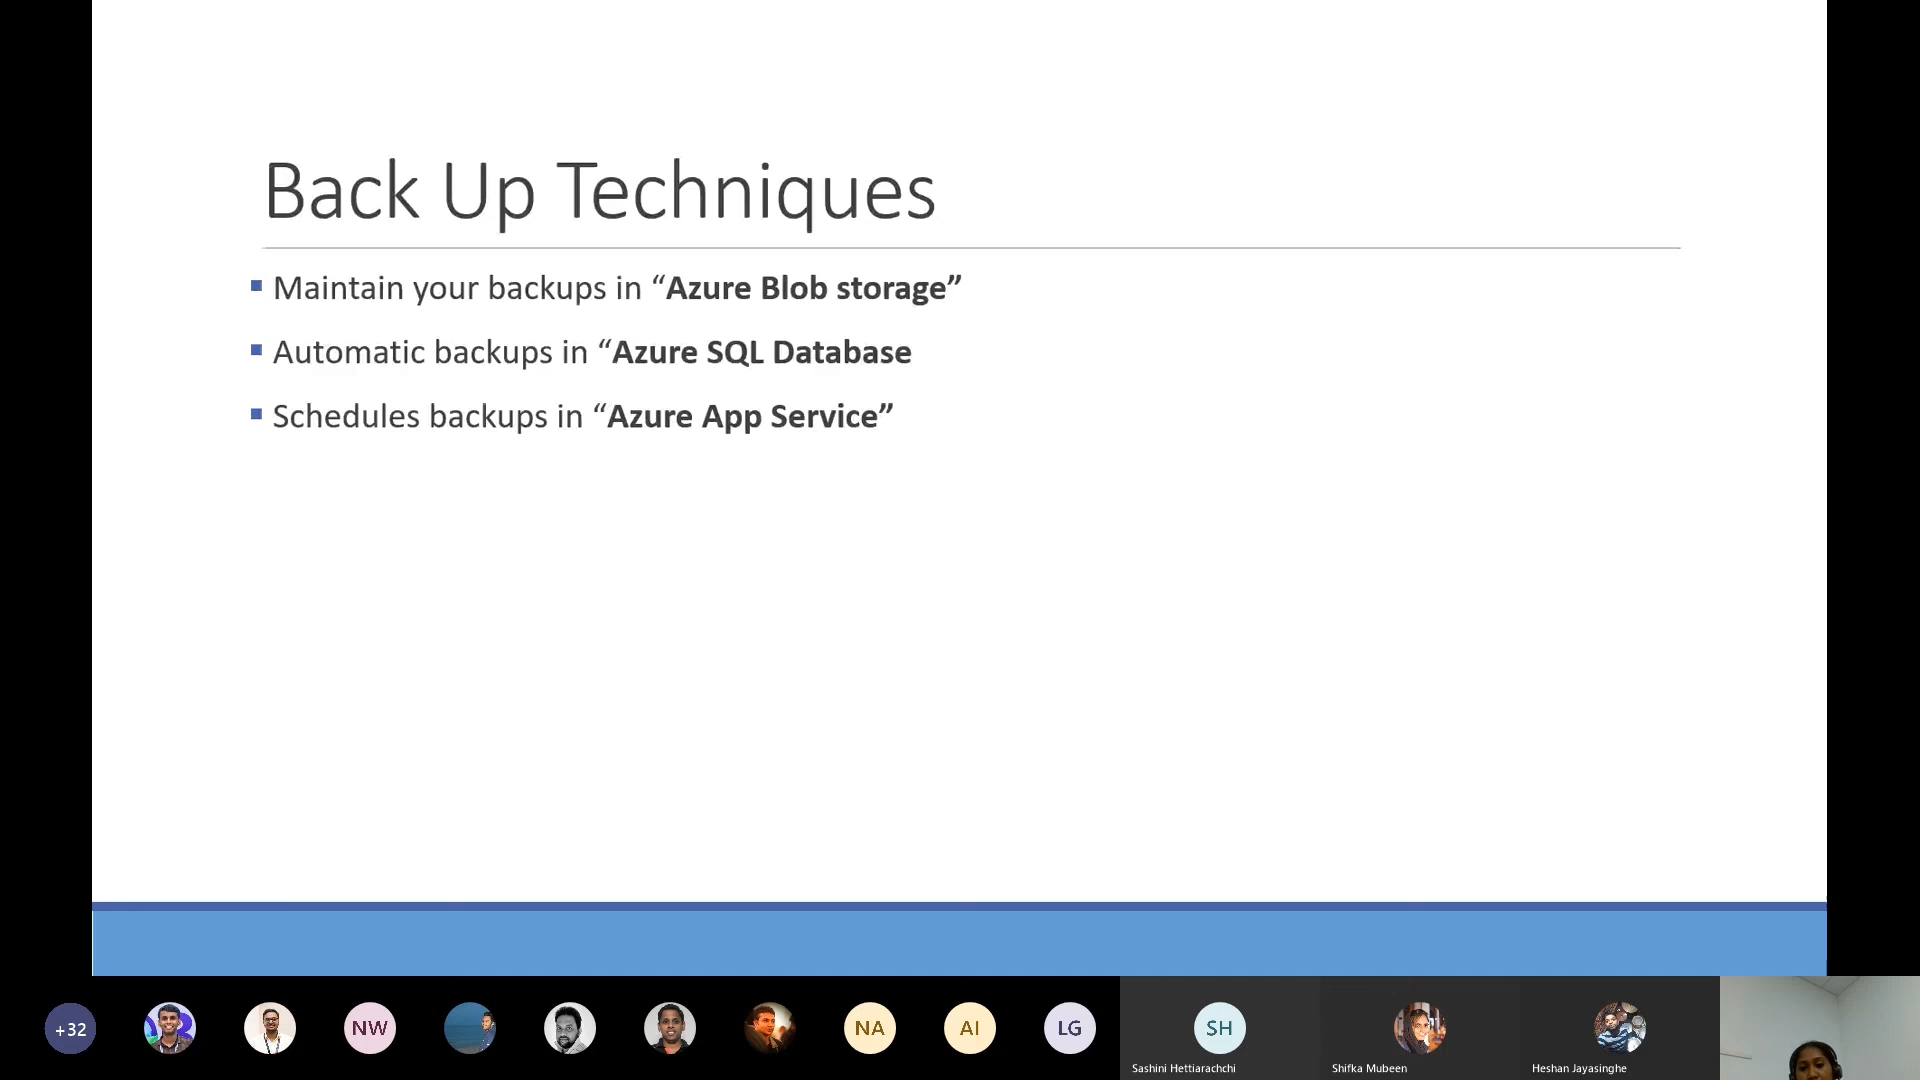 Back Up Techniques
Maintain your backups in “Azure Blob storage”
Automatic backups in “Azure SQL Database
Schedules backups in “Azure App Service”
+32
NW
NA
AI
LG
SH
Sashini Hettiarachchi
Shifka Mubeen
Heshan Jayasinghe